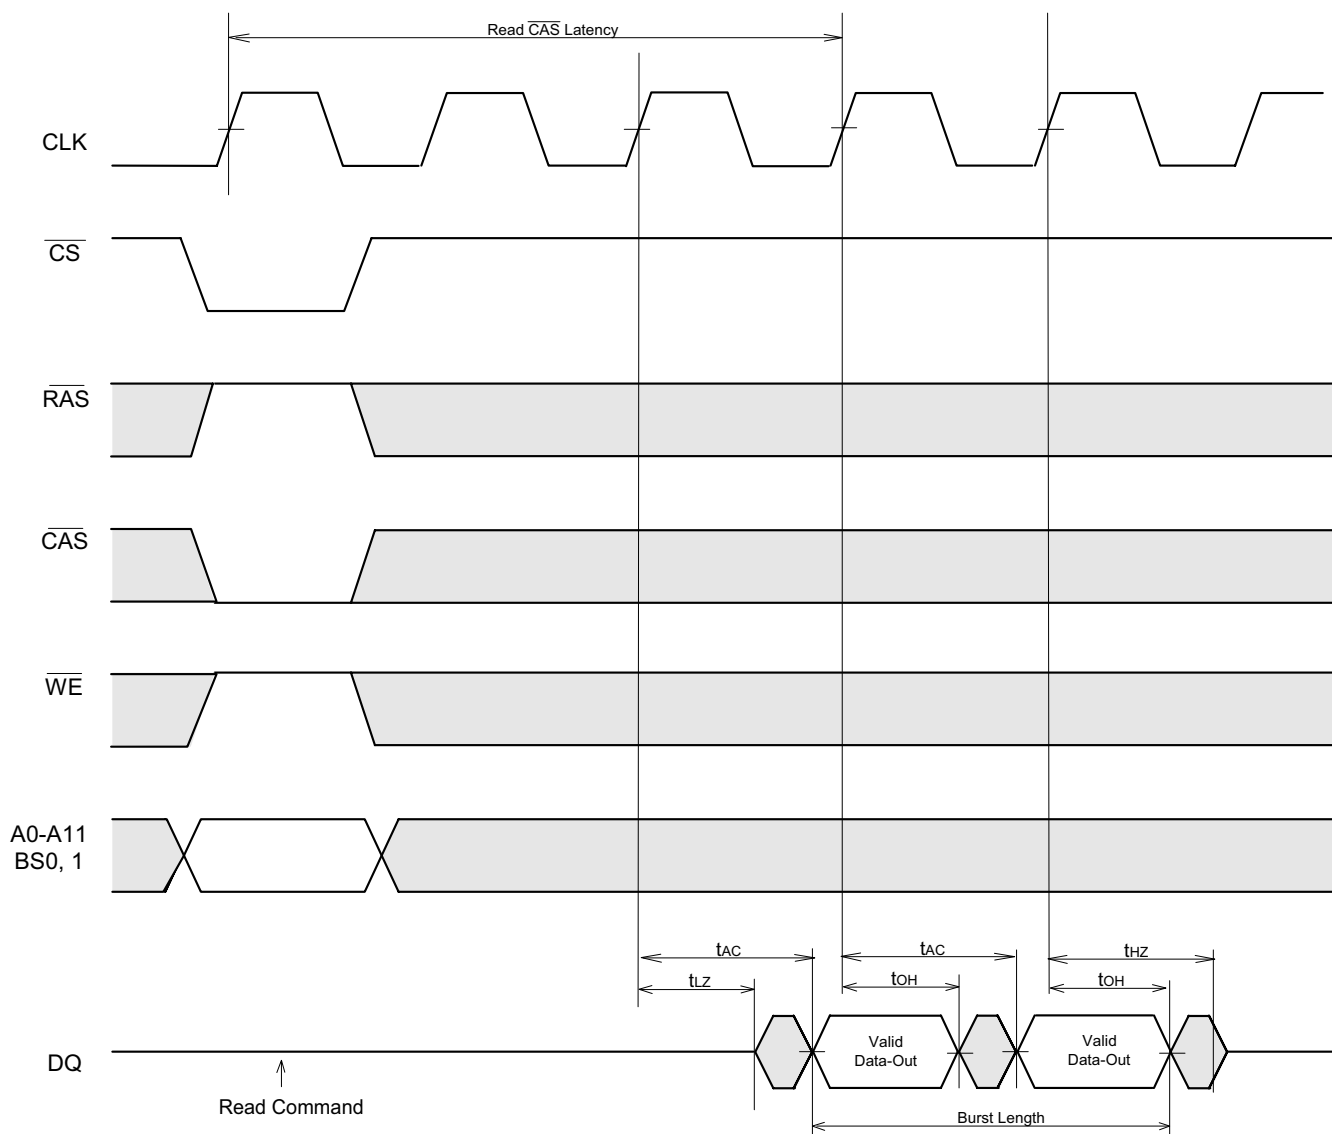 Read CAS Latency
CLK
CS
RAS
CAS
WE
A0-A11
BS0, 1
tAC
tAC
tHZ
tLZ
tOH
tOH
DQ
Valid
Data-Out
Valid
Data-Out
Read Command
Burst Length